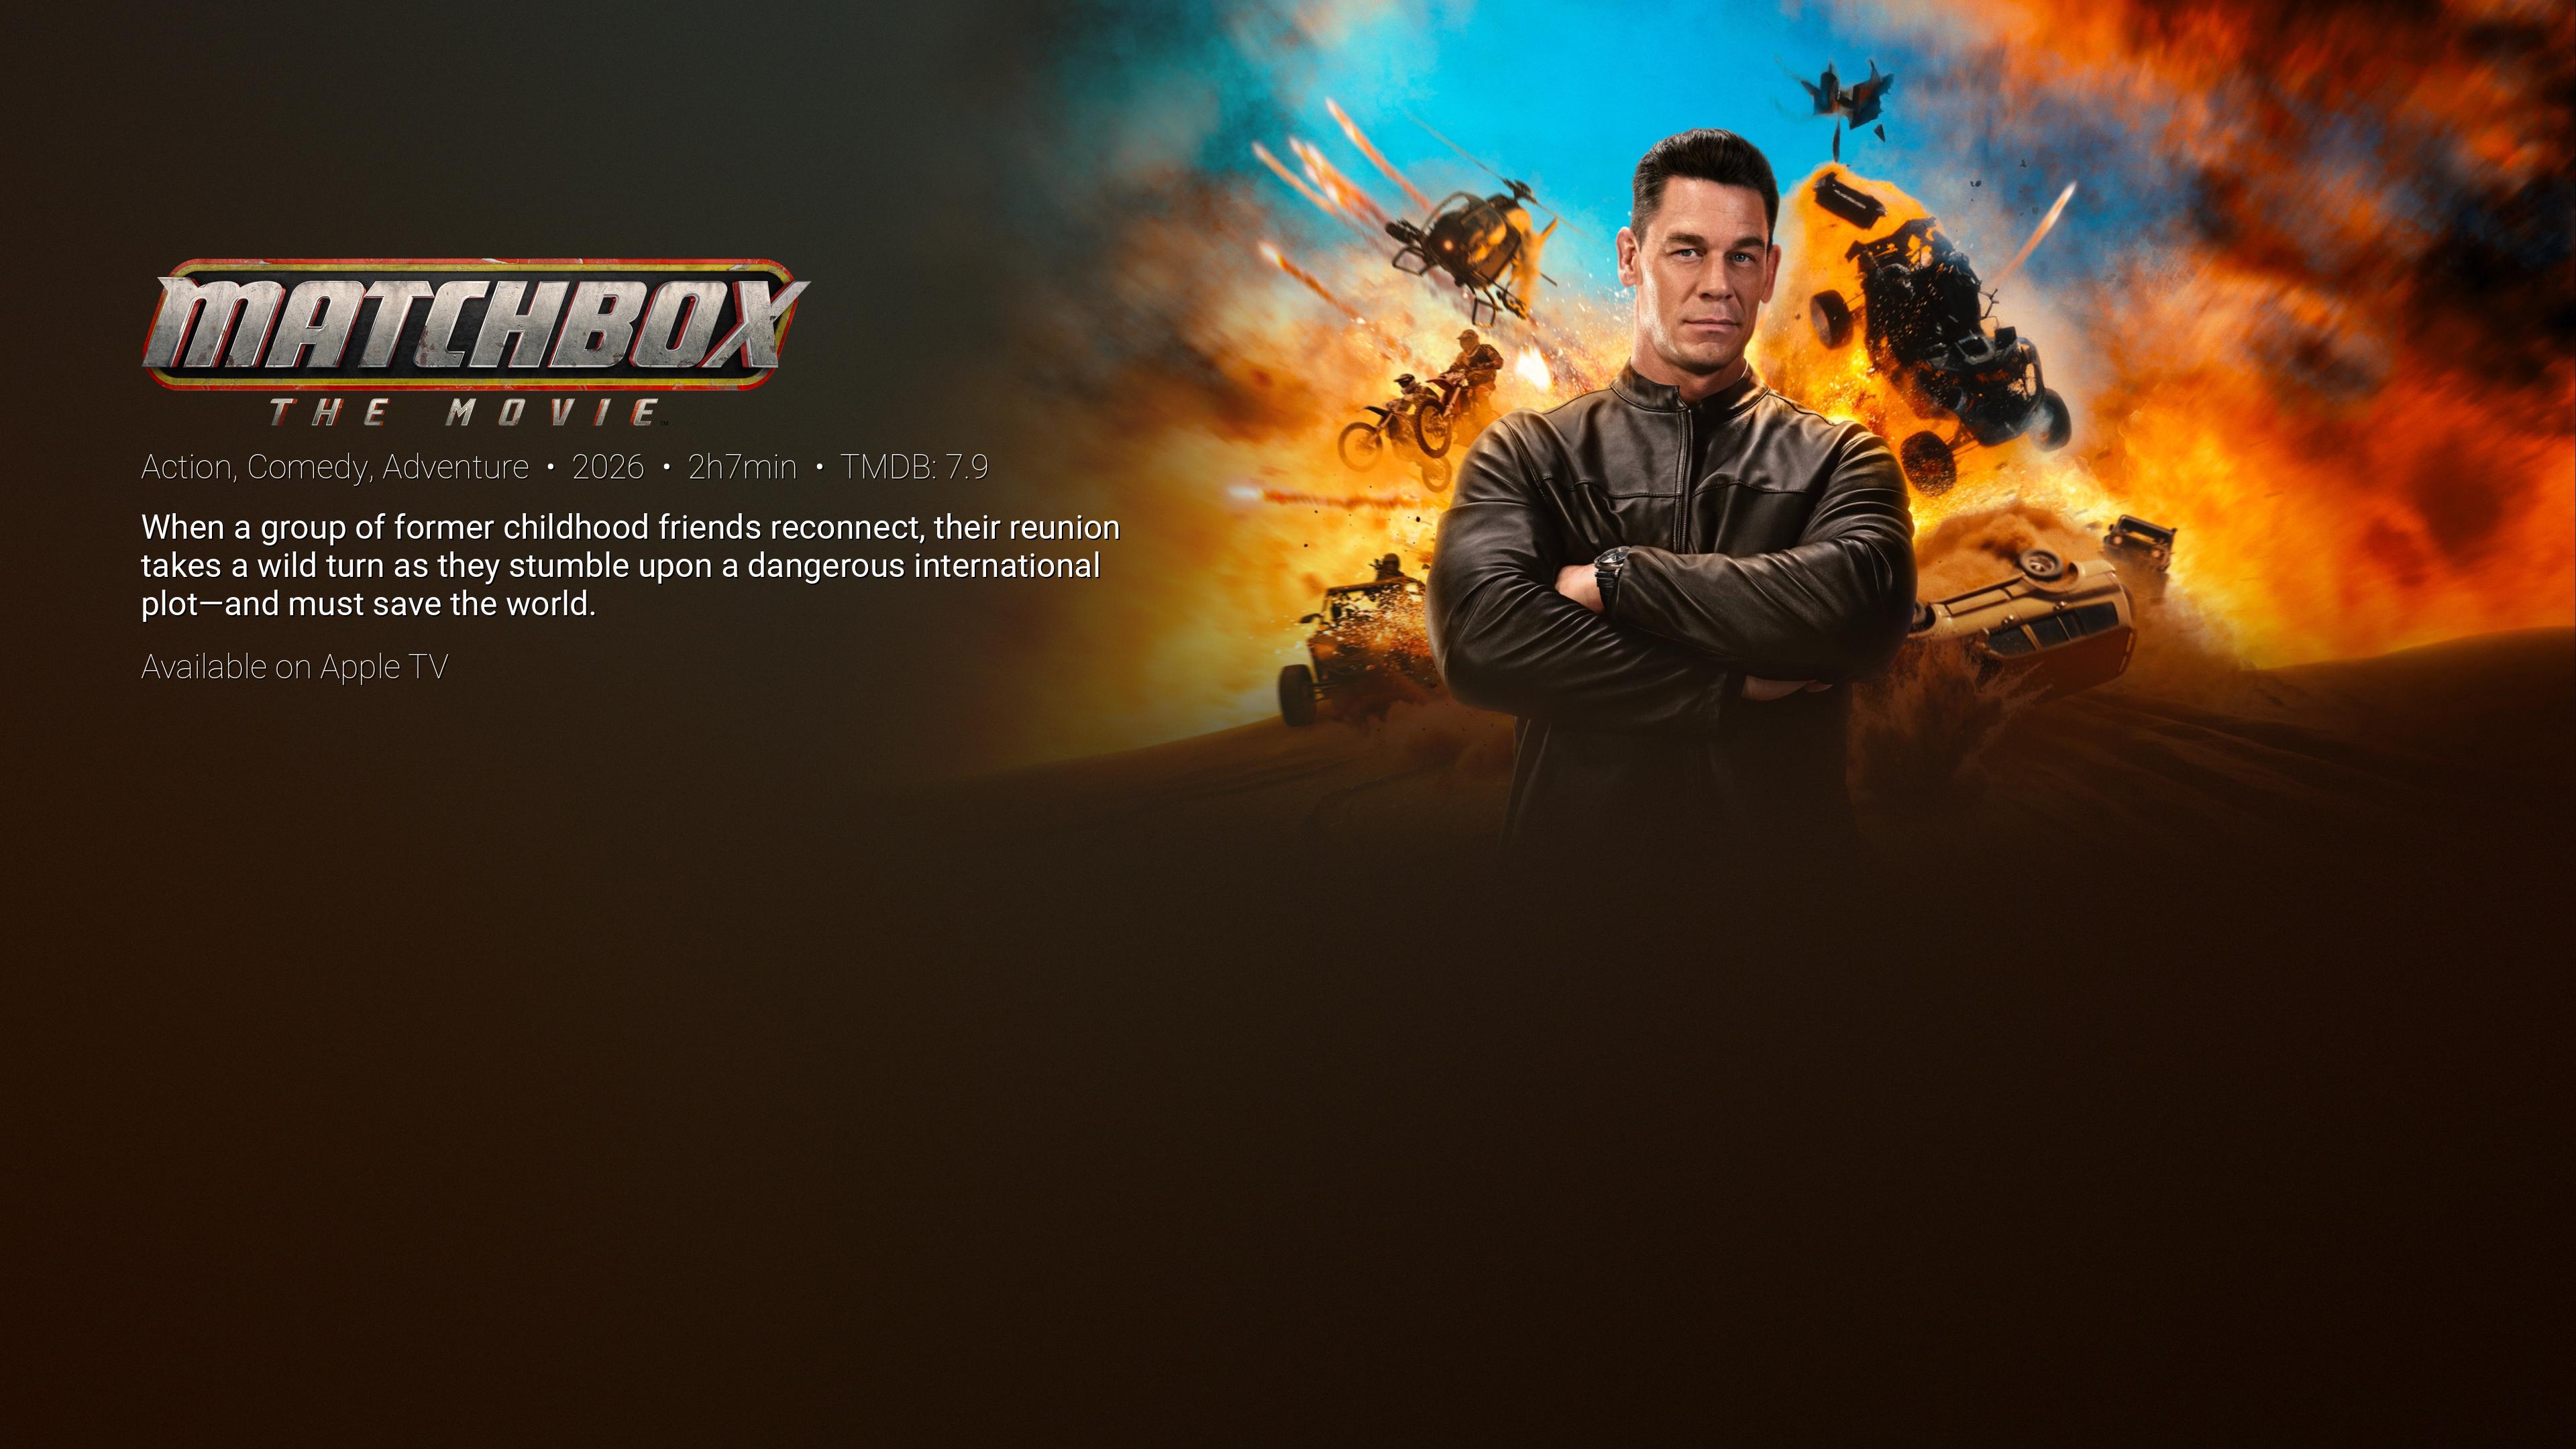 MATCHBOX
THE MOVIE
Action, Comedy, Adventure • 2026 • 2h7min • TMDB: 7.9
When a group of former childhood friends reconnect, their reunion
takes a wild turn as they stumble upon a dangerous international
plot—and must save the world.
Available on Apple TV